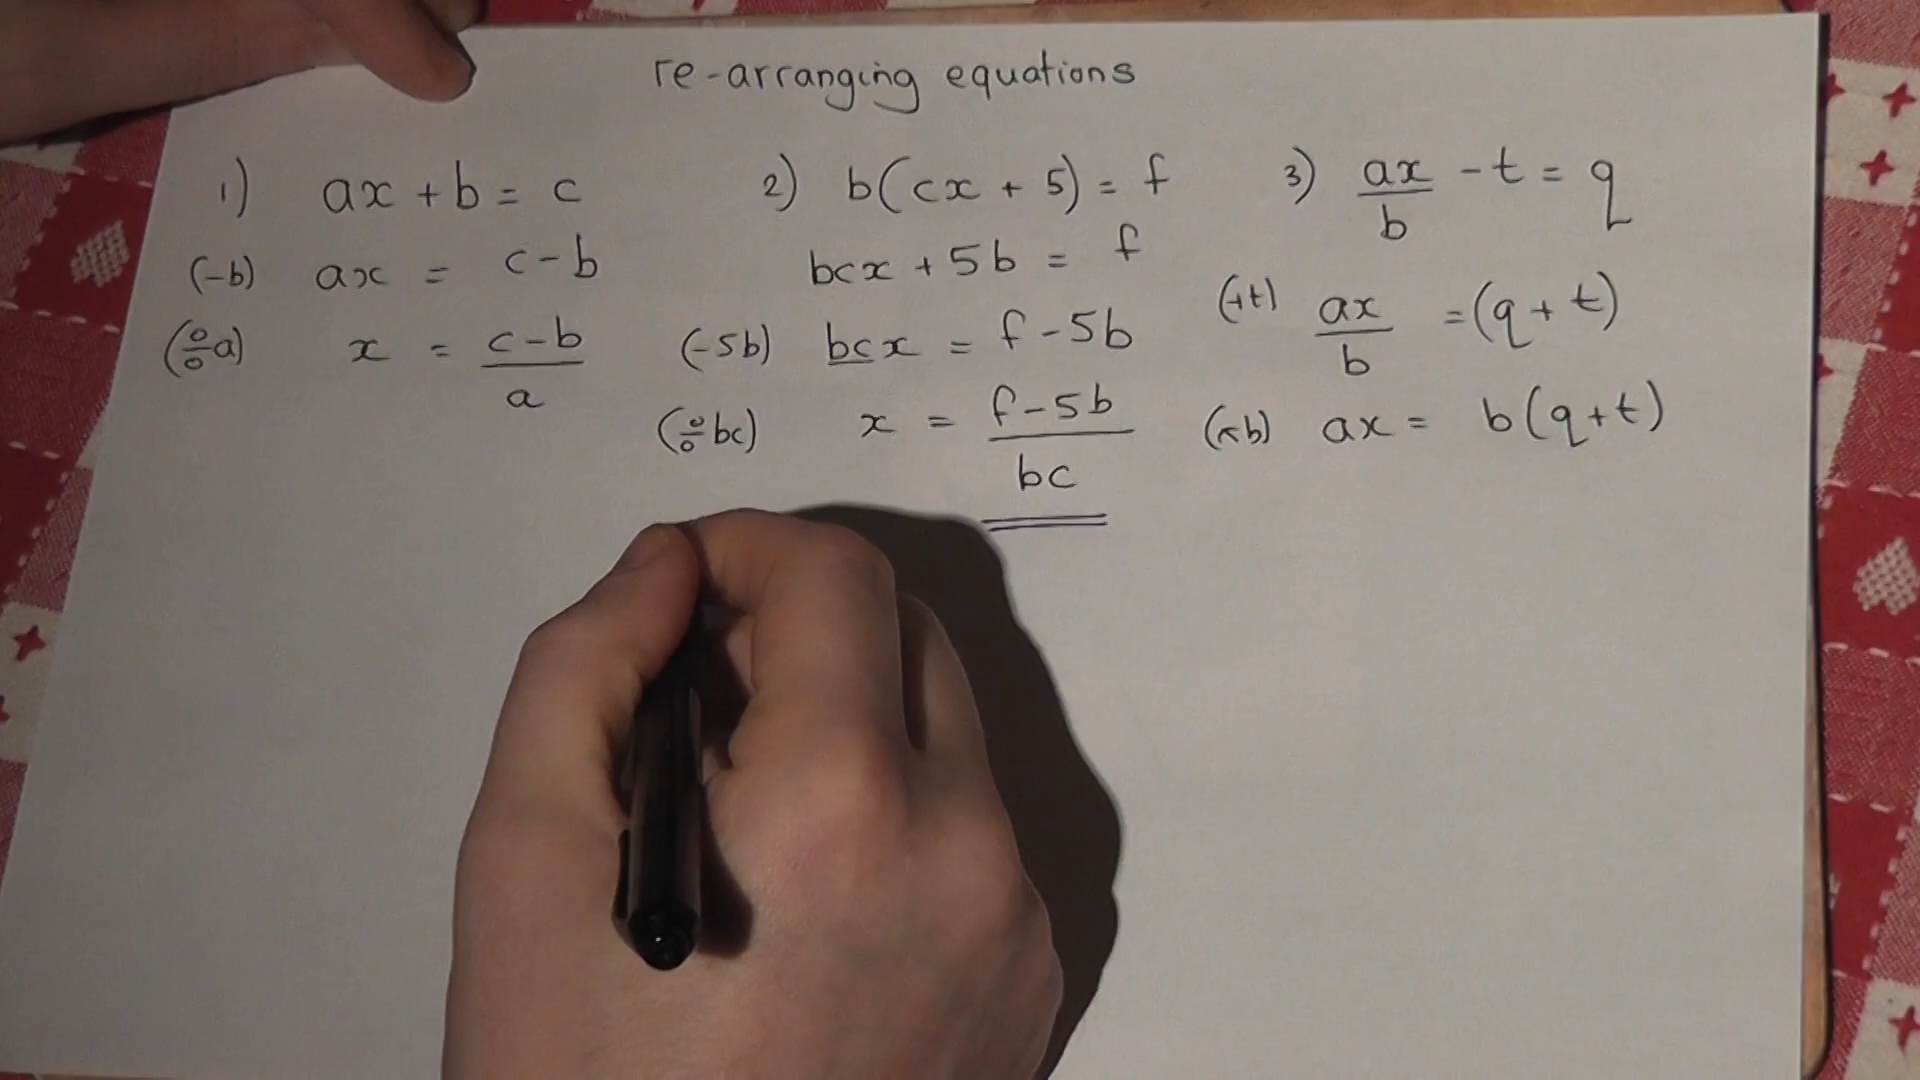 re-arranging equations
1) ax + b = c
(-b) ax = c - b
(÷a) x = c - b
a
2) b(cx + 5) = f
bcx + 5b = f
(-5b) bcx = f - 5b
(÷bc) x = f - 5b
bc
3) ax - t = q
b
(+t) ax = (q + t)
b
(×b) ax = b(q + t)